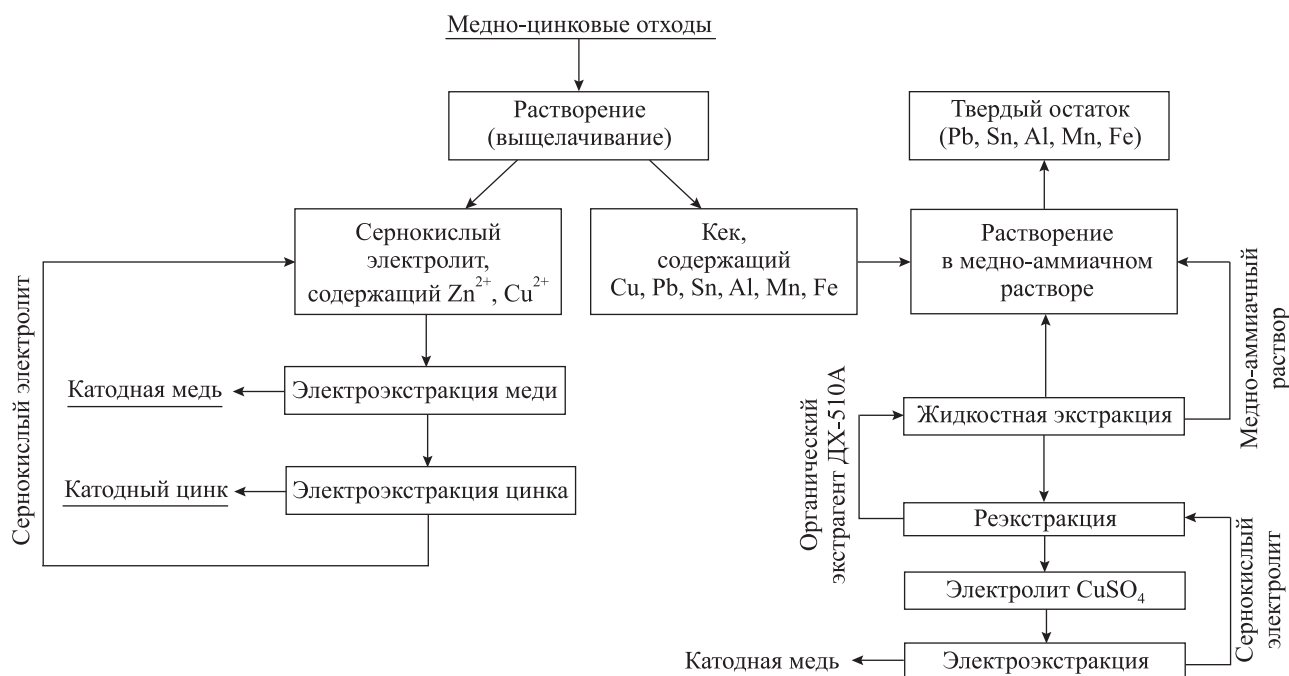 Медно-цинковые отходы
Растворение
(выщелачивание)
Твердый остаток
(Pb, Sn, Al, Mn, Fe)
Сернокислый
электролит,
содержащий Zn²⁺, Cu²⁺
Кек,
содержащий
Cu, Pb, Sn, Al, Mn, Fe
Растворение
в медно-аммиачном
растворе
Сернокислый электролит
Медно-аммиачный
раствор
Катодная медь
Электроэкстракция меди
Жидкостная экстракция
Органический
экстрагент ДХ-510А
Катодный цинк
Электроэкстракция цинка
Реэкстракция
Электролит CuSO₄
Сернокислый
электролит
Катодная медь
Электроэкстракция